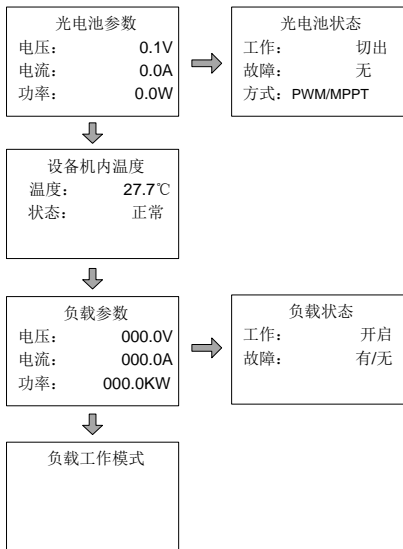 光电池参数
电压： 0.1V
电流： 0.0A
功率： 0.0W
光电池状态
工作： 切出
故障： 无
方式：PWM/MPPT
设备机内温度
温度： 27.7℃
状态： 正常
负载参数
电压： 000.0V
电流： 000.0A
功率： 000.0KW
负载状态
工作： 开启
故障： 有/无
负载工作模式